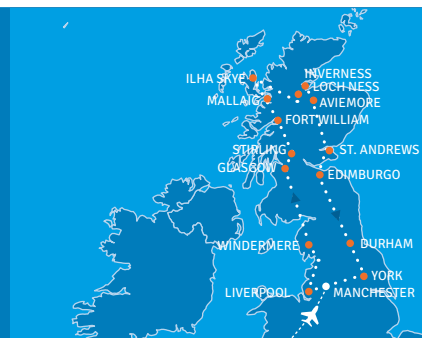 INVERNESS
ILHA SKYE
LOCH NESS
MALLAIG
AVIEMORE
FORT WILLIAM
STIRLING
ST. ANDREWS
GLASGOW
EDIMBURGO
WINDERMERE
DURHAM
YORK
LIVERPOOL
MANCHESTER